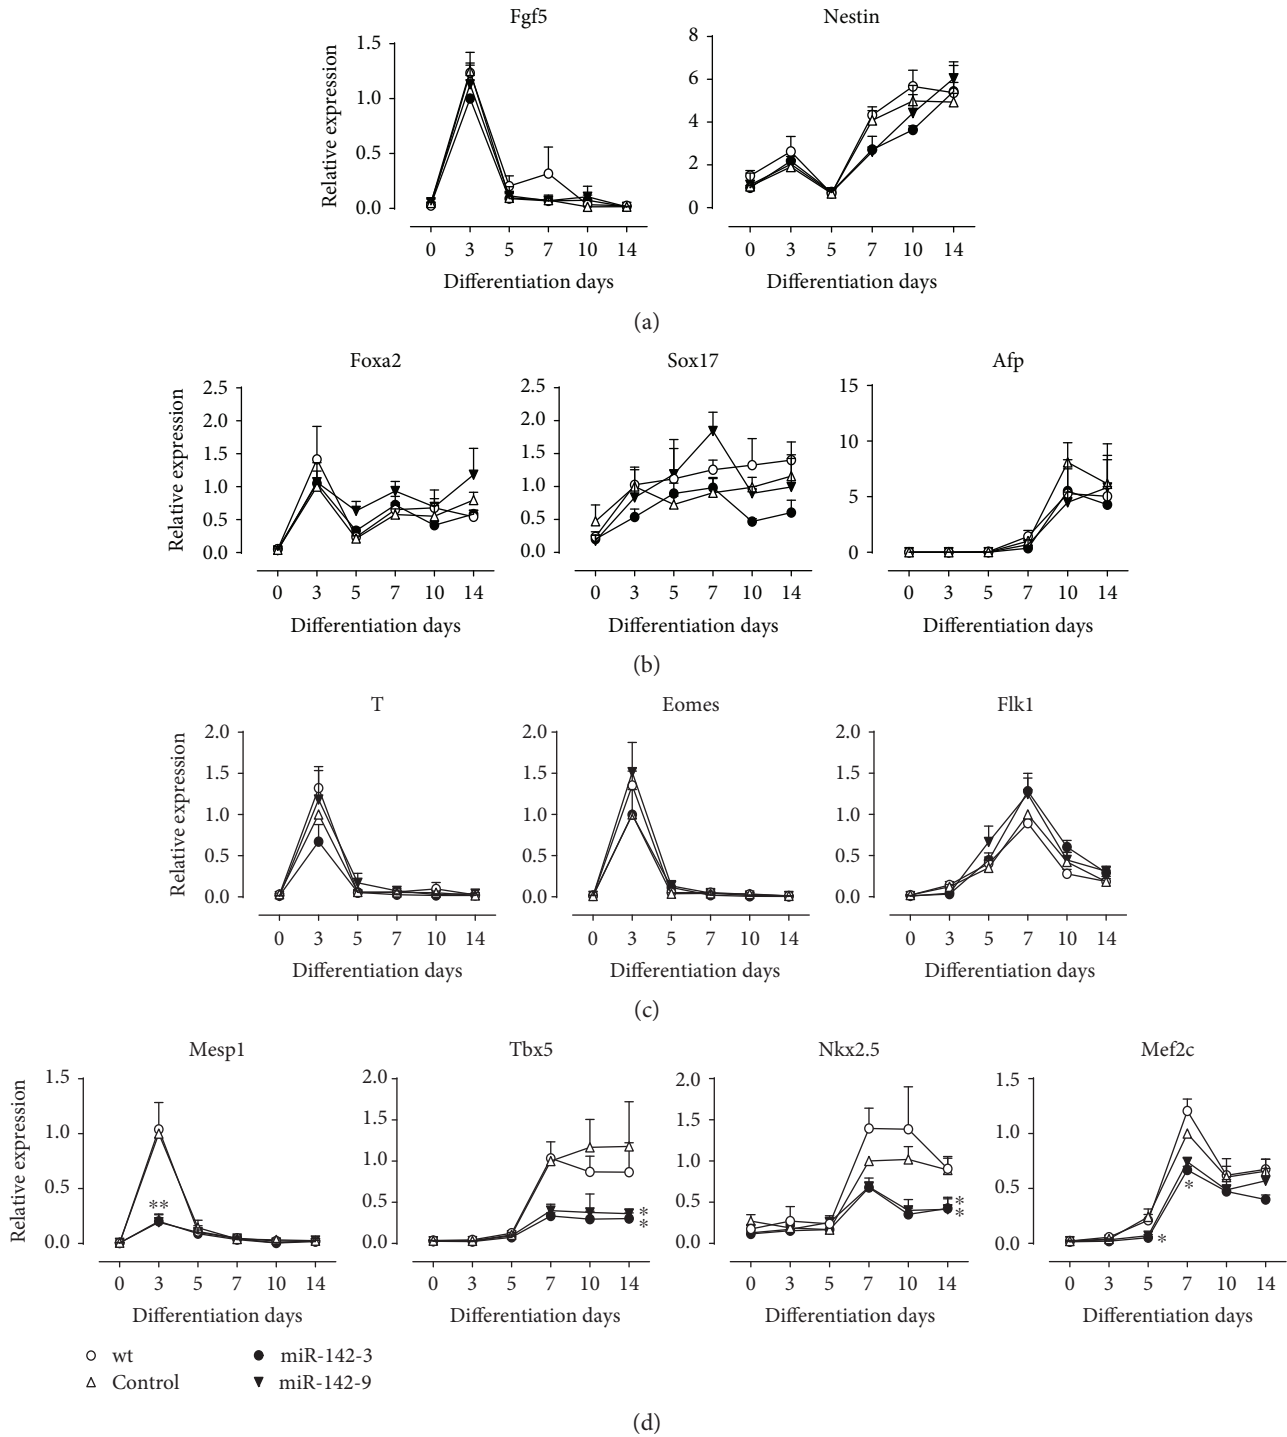 Fgf5 Nestin
Relative expression
1.5
1.0
0.5
0.0
0 3 5 7 10 14
Differentiation days
8
6
4
2
0
0 3 5 7 10 14
Differentiation days
(a)
Foxa2 Sox17 Afp
Relative expression
2.5
2.0
1.5
1.0
0.5
0.0
0 3 5 7 10 14
Differentiation days
2.5
2.0
1.5
1.0
0.5
0.0
0 3 5 7 10 14
Differentiation days
15
10
5
0
0 3 5 7 10 14
Differentiation days
(b)
T Eomes Flk1
Relative expression
2.0
1.5
1.0
0.5
0.0
0 3 5 7 10 14
Differentiation days
2.0
1.5
1.0
0.5
0.0
0 3 5 7 10 14
Differentiation days
2.0
1.5
1.0
0.5
0.0
0 3 5 7 10 14
Differentiation days
(c)
Mesp1 Tbx5 Nkx2.5 Mef2c
Relative expression
1.5
1.0
0.5
0.0
**
0 3 5 7 10 14
Differentiation days
2.0
1.5
1.0
0.5
0.0
*
*
0 3 5 7 10 14
Differentiation days
2.0
1.5
1.0
0.5
0.0
*
*
0 3 5 7 10 14
Differentiation days
1.5
1.0
0.5
0.0
*
*
0 3 5 7 10 14
Differentiation days
wt miR-142-3
Control miR-142-9
(d)